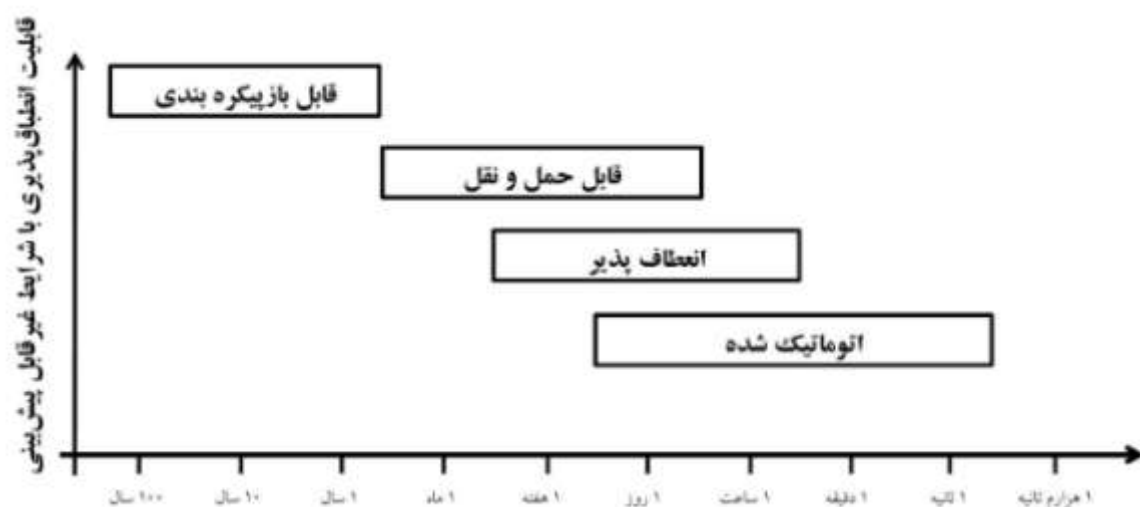 قابلیت انطباق‌پذیری با شرایط غیرقابل پیش‌بینی
قابل بازپیکره بندی
قابل حمل و نقل
انعطاف پذیر
اتوماتیک شده
۱۰۰ سال
۱۰ سال
۱ سال
۱ ماه
۱ هفته
۱ روز
۱ ساعت
۱ دقیقه
۱ ثانیه
۱ هزارم ثانیه